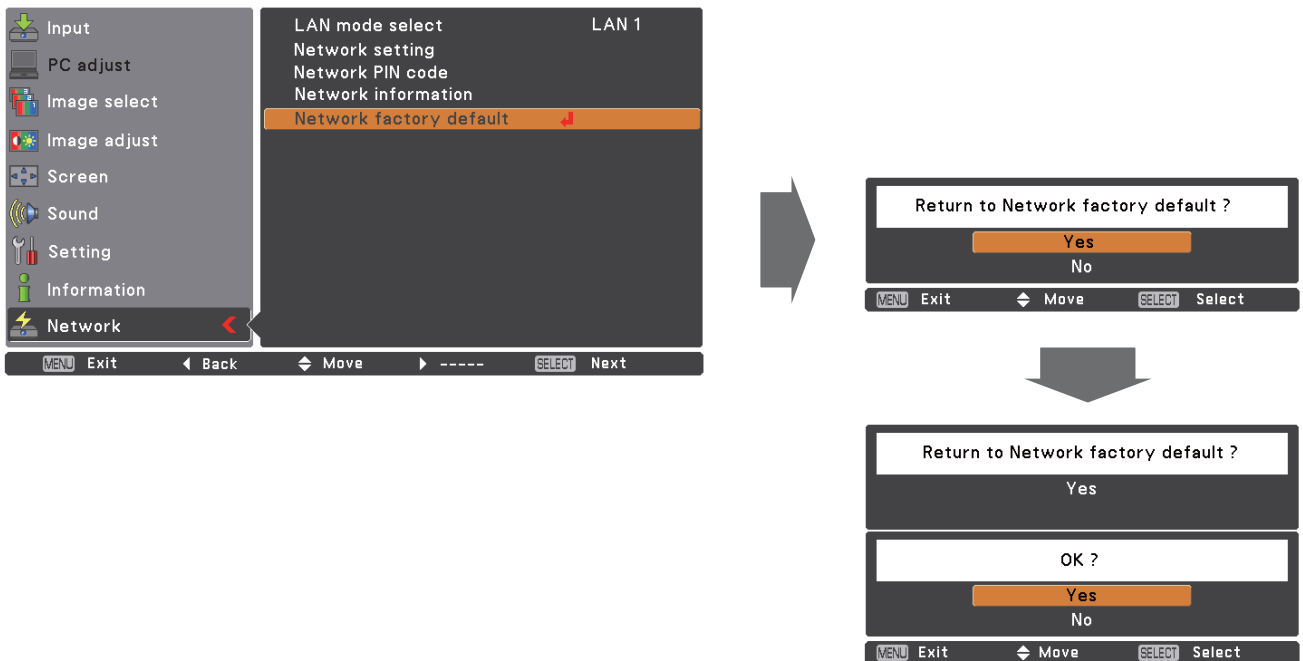 Input
PC adjust
Image select
Image adjust
Screen
Sound
Setting
Information
Network
LAN mode select LAN 1
Network setting
Network PIN code
Network information
Network factory default
MENU Exit Back Move ----- SELECT Next
Return to Network factory default ?
Yes
No
MENU Exit Move SELECT Select
Return to Network factory default ?
Yes
OK ?
Yes
No
MENU Exit Move SELECT Select